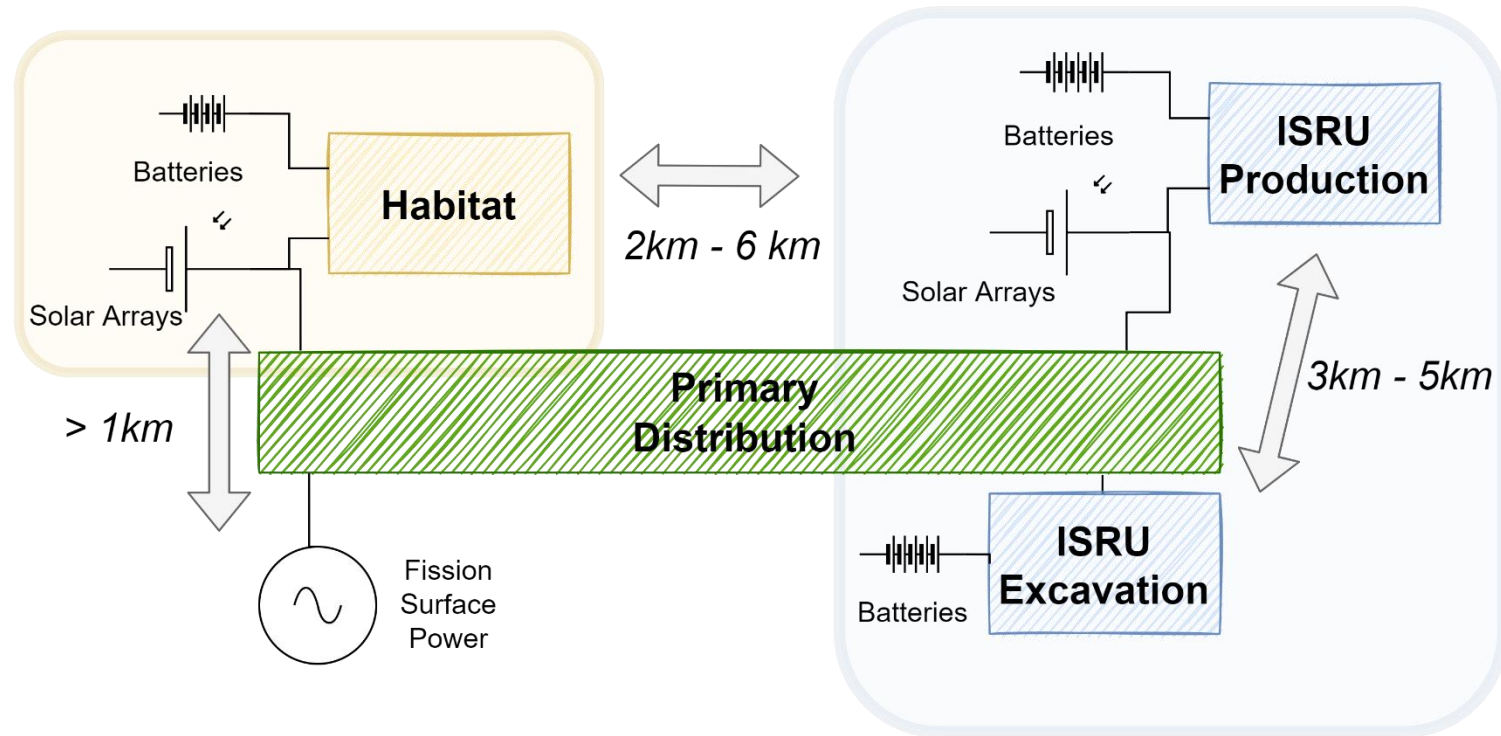 Batteries
Habitat
Solar Arrays
2km - 6 km
Batteries
ISRU
Production
Solar Arrays
> 1km
Primary
Distribution
3km - 5km
Fission
Surface
Power
Batteries
ISRU
Excavation